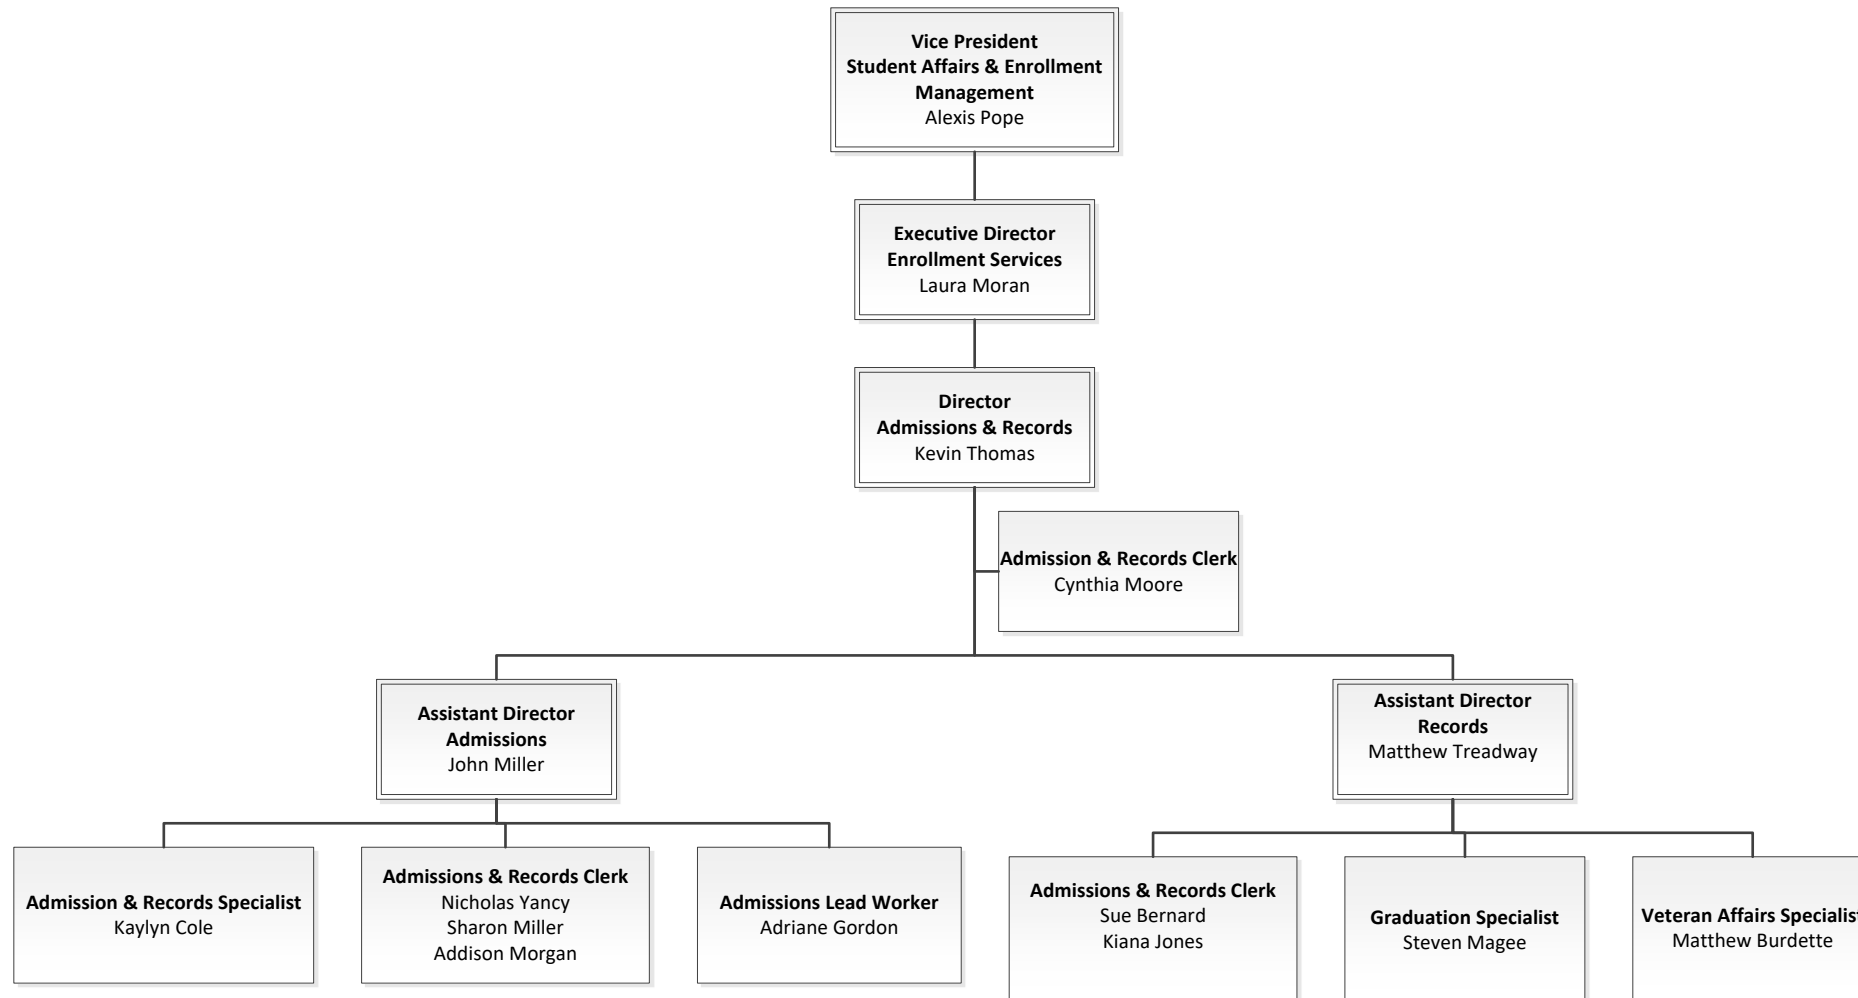 Vice President
Student Affairs & Enrollment
Management
Alexis Pope
Executive Director
Enrollment Services
Laura Moran
Director
Admissions & Records
Kevin Thomas
Admission & Records Clerk
Cynthia Moore
Assistant Director
Admissions
John Miller
Assistant Director
Records
Matthew Treadway
Admission & Records Specialist
Kaylyn Cole
Admissions & Records Clerk
Nicholas Yancy
Sharon Miller
Addison Morgan
Admissions Lead Worker
Adriane Gordon
Admissions & Records Clerk
Sue Bernard
Kiana Jones
Graduation Specialist
Steven Magee
Veteran Affairs Specialist
Matthew Burdette